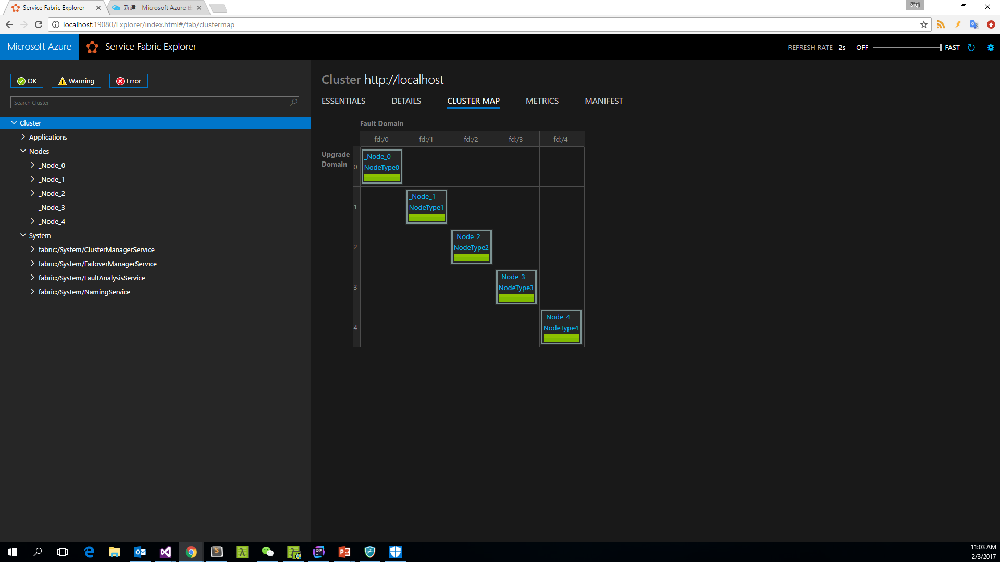 Service Fabric Explorer
新建 - Microsoft Azure
Siqi
localhost:19080/Explorer/index.html#/tab/clustermap
Microsoft Azure
Service Fabric Explorer
REFRESH RATE 2s OFF FAST
OK
Warning
Error
Search Cluster
Cluster
Applications
Nodes
_Node_0
_Node_1
_Node_2
_Node_3
_Node_4
System
fabric:/System/ClusterManagerService
fabric:/System/FailoverManagerService
fabric:/System/FaultAnalysisService
fabric:/System/NamingService
Cluster http://localhost
ESSENTIALS DETAILS CLUSTER MAP METRICS MANIFEST
Fault Domain
fd:/0 fd:/1 fd:/2 fd:/3 fd:/4
Upgrade
Domain
0
_Node_0
NodeType0
1
_Node_1
NodeType1
2
_Node_2
NodeType2
3
_Node_3
NodeType3
4
_Node_4
NodeType4
11:03 AM
2/3/2017